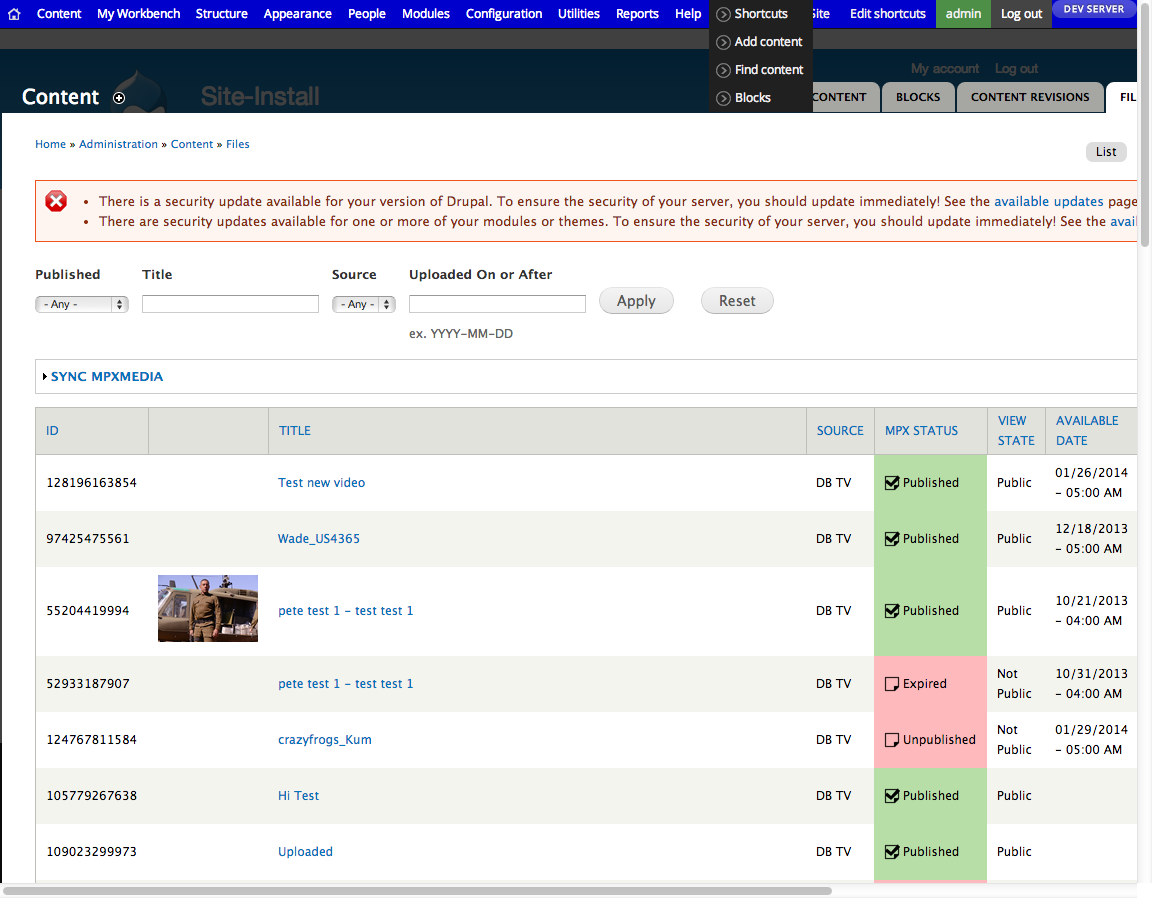 Content My Workbench Structure Appearance People Modules Configuration Utilities Reports Help Shortcuts Site Edit shortcuts admin Log out DEV SERVER
Add content
Find content
Blocks
My account Log out
Content Site-Install
CONTENT BLOCKS CONTENT REVISIONS FIL
Home » Administration » Content » Files
List
There is a security update available for your version of Drupal. To ensure the security of your server, you should update immediately! See the available updates page
There are security updates available for one or more of your modules or themes. To ensure the security of your server, you should update immediately! See the avai
Published Title Source Uploaded On or After
- Any - - Any - Apply Reset
ex. YYYY-MM-DD
SYNC MPXMEDIA
ID TITLE SOURCE MPX STATUS VIEW STATE AVAILABLE DATE
128196163854 Test new video DB TV Published Public 01/26/2014 - 05:00 AM
97425475561 Wade_US4365 DB TV Published Public 12/18/2013 - 05:00 AM
55204419994 pete test 1 - test test 1 DB TV Published Public 10/21/2013 - 04:00 AM
52933187907 pete test 1 - test test 1 DB TV Expired Not Public 10/31/2013 - 04:00 AM
124767811584 crazyfrogs_Kum DB TV Unpublished Not Public 01/29/2014 - 05:00 AM
105779267638 Hi Test DB TV Published Public
109023299973 Uploaded DB TV Published Public